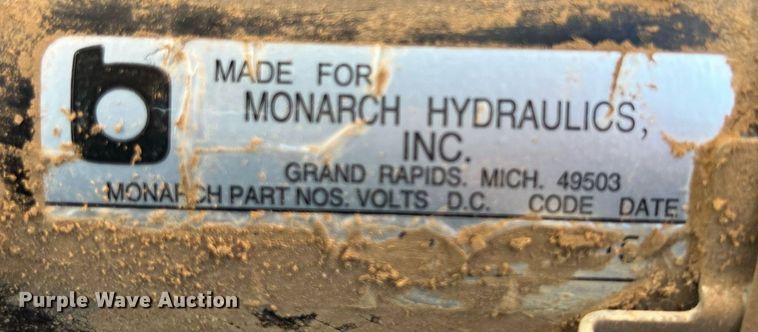 MADE FOR
MONARCH HYDRAULICS,
INC.
GRAND RAPIDS. MICH. 49503
MONARCH PART NOS. VOLTS D.C. CODE DATE
Purple Wave Auction